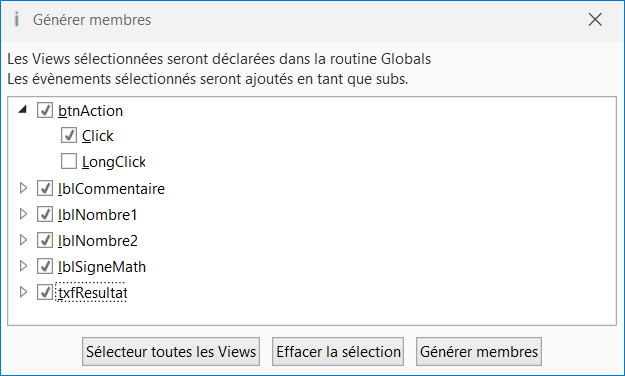 Générer membres
Les Views sélectionnées seront déclarées dans la routine Globals
Les évènements sélectionnés seront ajoutés en tant que subs.
btnAction
Click
LongClick
lblCommentaire
lblNombre1
lblNombre2
lblSigneMath
txfResultat
Sélecteur toutes les Views Effacer la sélection Générer membres